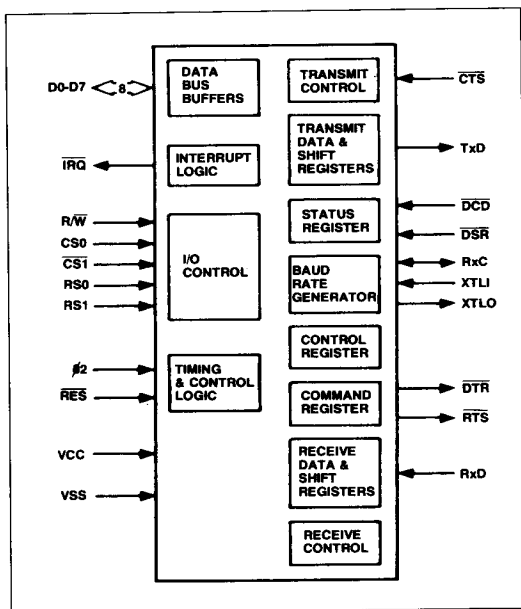 D0-D7
8
IRQ
R/W
CS0
CS1
RS0
RS1
ø2
RES
VCC
VSS
DATA
BUS
BUFFERS
INTERRUPT
LOGIC
I/O
CONTROL
TIMING
& CONTROL
LOGIC
TRANSMIT
CONTROL
TRANSMIT
DATA &
SHIFT
REGISTERS
STATUS
REGISTER
BAUD
RATE
GENERATOR
CONTROL
REGISTER
COMMAND
REGISTER
RECEIVE
DATA &
SHIFT
REGISTERS
RECEIVE
CONTROL
CTS
TxD
DCD
DSR
RxC
XTLI
XTLO
DTR
RTS
RxD